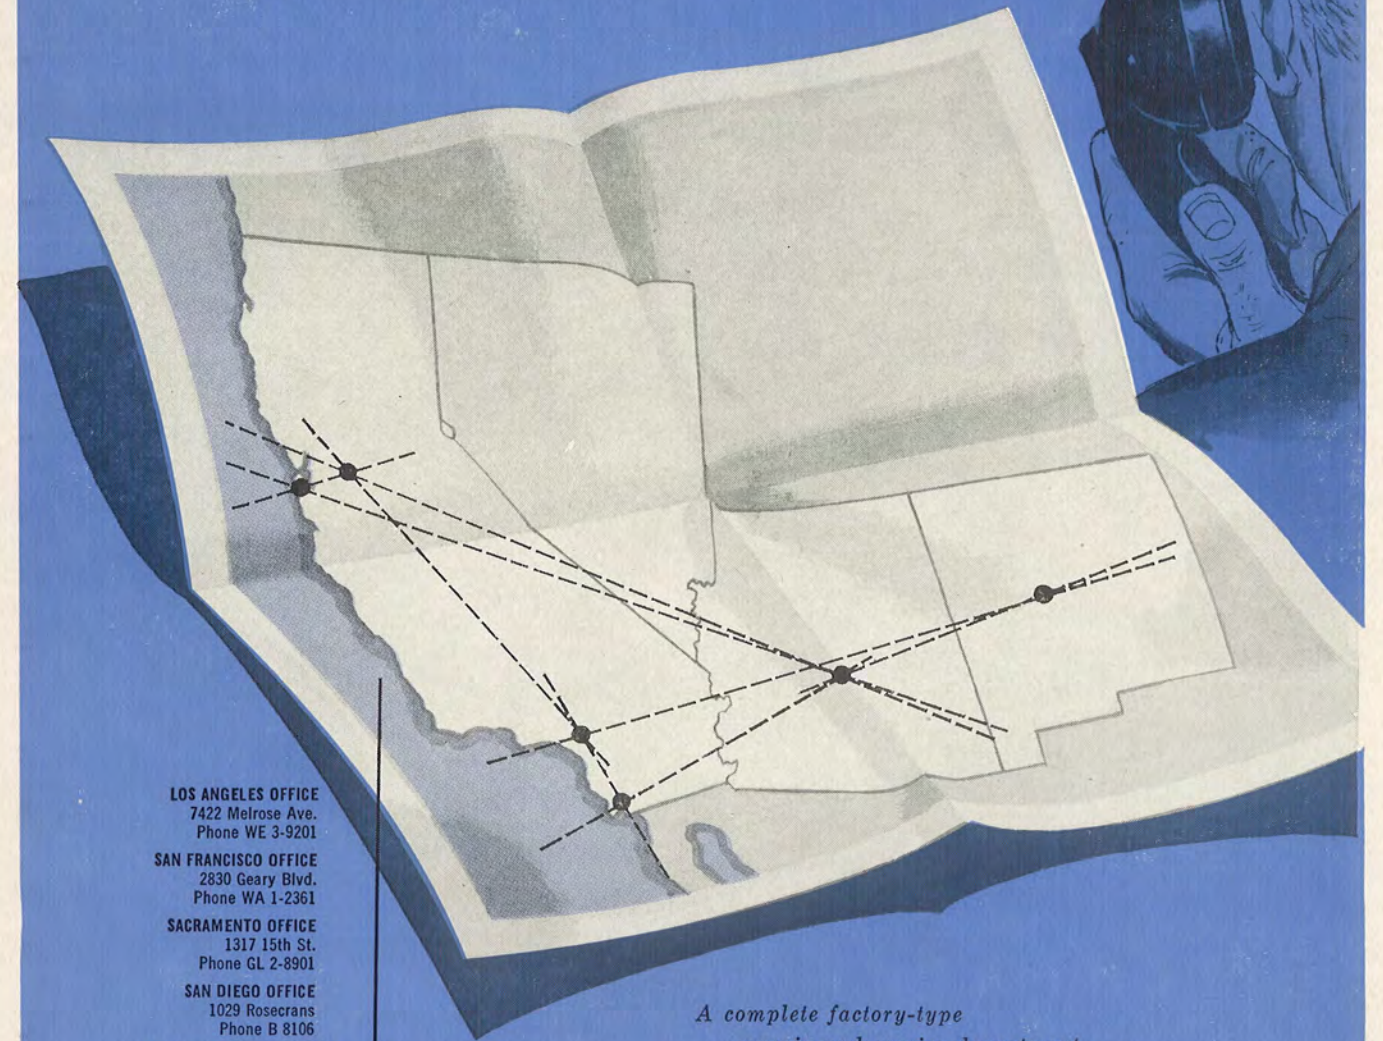 LOS ANGELES OFFICE
7422 Melrose Ave.
Phone WE 3-9201
SAN FRANCISCO OFFICE
2830 Geary Blvd.
Phone WA 1-2361
SACRAMENTO OFFICE
1317 15th St.
Phone GL 2-8901
SAN DIEGO OFFICE
1029 Rosecrans
Phone B 8106
A complete factory-type